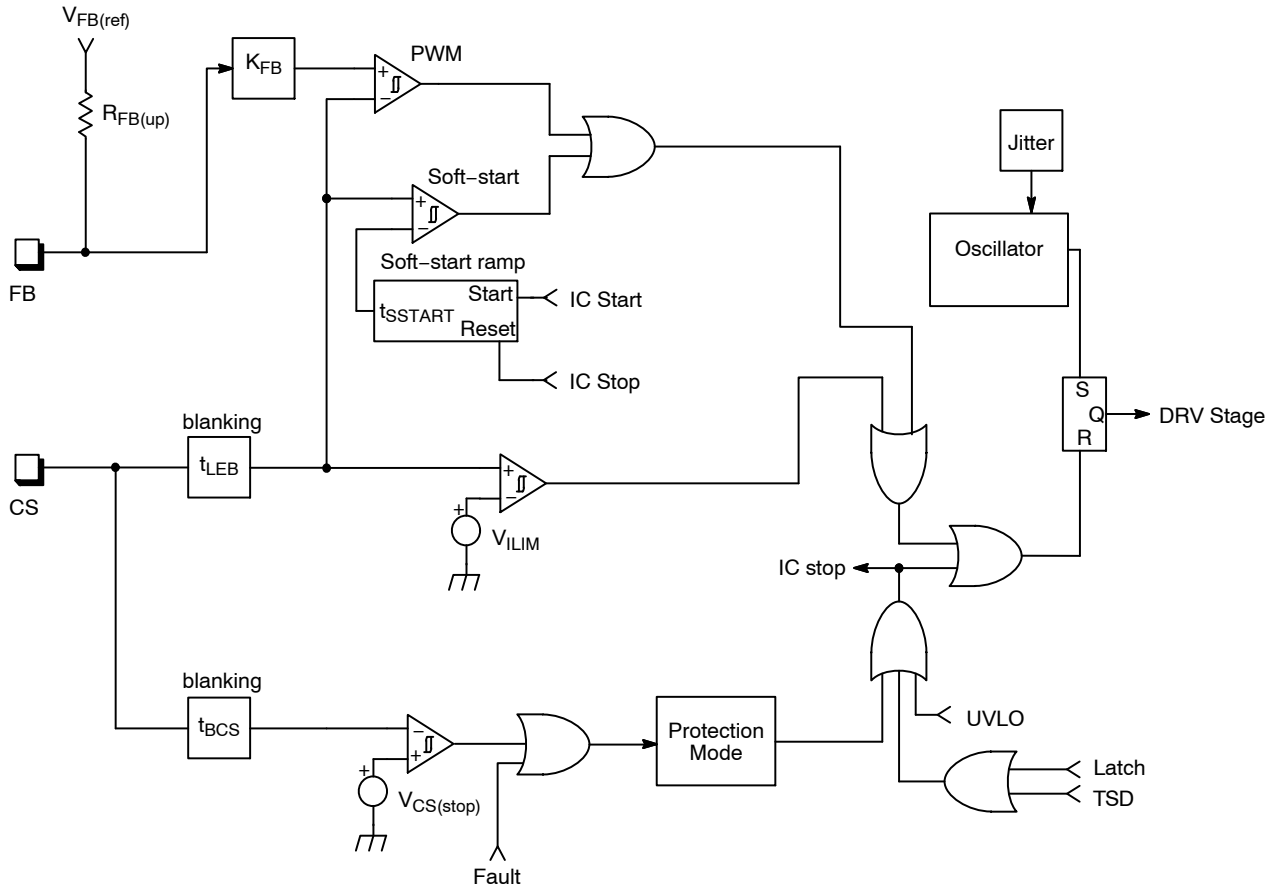 VFB(ref)
RFB(up)
FB
KFB
PWM
+
−
Soft−start
+
−
Soft−start ramp
Start
tSSTART
Reset
IC Start
IC Stop
Jitter
Oscillator
S
Q
R
DRV Stage
CS
blanking
tLEB
+
−
+
VILIM
IC stop
blanking
tBCS
−
+
+
VCS(stop)
Fault
Protection
Mode
UVLO
Latch
TSD